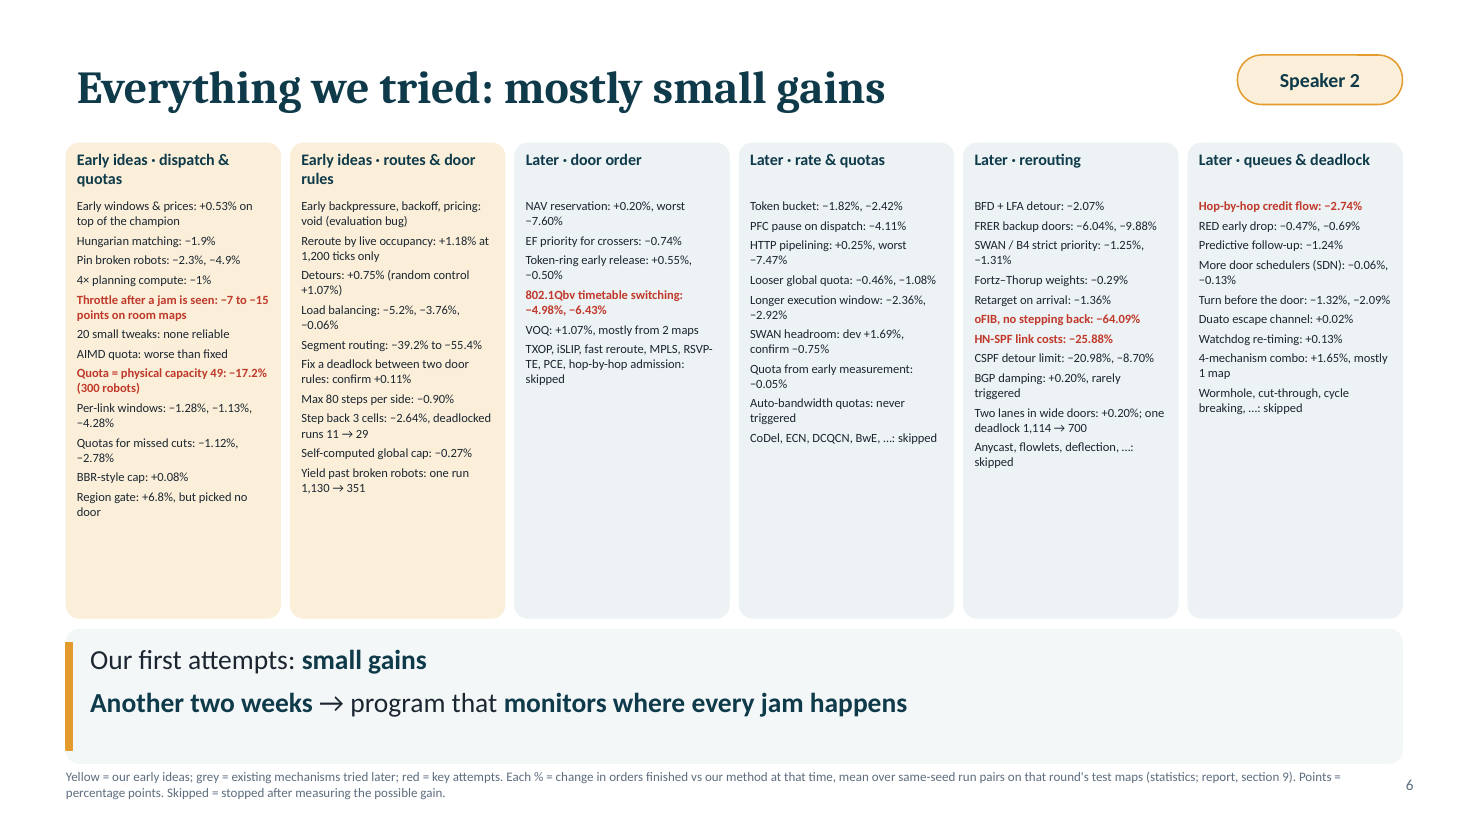 Everything we tried: mostly small gains
Speaker 2
Early ideas · dispatch &
quotas
Early windows & prices: +0.53% on
top of the champion
Hungarian matching: −1.9%
Pin broken robots: −2.3%, −4.9%
4× planning compute: −1%
Throttle after a jam is seen: −7 to −15
points on room maps
20 small tweaks: none reliable
AIMD quota: worse than fixed
Quota = physical capacity 49: −17.2%
(300 robots)
Per-link windows: −1.28%, −1.13%,
−4.28%
Quotas for missed cuts: −1.12%,
−2.78%
BBR-style cap: +0.08%
Region gate: +6.8%, but picked no
door
Early ideas · routes & door
rules
Early backpressure, backoff, pricing:
void (evaluation bug)
Reroute by live occupancy: +1.18% at
1,200 ticks only
Detours: +0.75% (random control
+1.07%)
Load balancing: −5.2%, −3.76%,
−0.06%
Segment routing: −39.2% to −55.4%
Fix a deadlock between two door
rules: confirm +0.11%
Max 80 steps per side: −0.90%
Step back 3 cells: −2.64%, deadlocked
runs 11 → 29
Self-computed global cap: −0.27%
Yield past broken robots: one run
1,130 → 351
Later · door order
NAV reservation: +0.20%, worst
−7.60%
EF priority for crossers: −0.74%
Token-ring early release: +0.55%,
−0.50%
802.1Qbv timetable switching:
−4.98%, −6.43%
VOQ: +1.07%, mostly from 2 maps
TXOP, iSLIP, fast reroute, MPLS, RSVP-
TE, PCE, hop-by-hop admission:
skipped
Later · rate & quotas
Token bucket: −1.82%, −2.42%
PFC pause on dispatch: −4.11%
HTTP pipelining: +0.25%, worst
−7.47%
Looser global quota: −0.46%, −1.08%
Longer execution window: −2.36%,
−2.92%
SWAN headroom: dev +1.69%,
confirm −0.75%
Quota from early measurement:
−0.05%
Auto-bandwidth quotas: never
triggered
CoDel, ECN, DCQCN, BwE, …: skipped
Later · rerouting
BFD + LFA detour: −2.07%
FRER backup doors: −6.04%, −9.88%
SWAN / B4 strict priority: −1.25%,
−1.31%
Fortz–Thorup weights: −0.29%
Retarget on arrival: −1.36%
oFIB, no stepping back: −64.09%
HN-SPF link costs: −25.88%
CSPF detour limit: −20.98%, −8.70%
BGP damping: +0.20%, rarely
triggered
Two lanes in wide doors: +0.20%; one
deadlock 1,114 → 700
Anycast, flowlets, deflection, …:
skipped
Later · queues & deadlock
Hop-by-hop credit flow: −2.74%
RED early drop: −0.47%, −0.69%
Predictive follow-up: −1.24%
More door schedulers (SDN): −0.06%,
−0.13%
Turn before the door: −1.32%, −2.09%
Duato escape channel: +0.02%
Watchdog re-timing: +0.13%
4-mechanism combo: +1.65%, mostly
1 map
Wormhole, cut-through, cycle
breaking, …: skipped
Our first attempts: small gains
Another two weeks → program that monitors where every jam happens
Yellow = our early ideas; grey = existing mechanisms tried later; red = key attempts. Each % = change in orders finished vs our method at that time, mean over same-seed run pairs on that round's test maps (statistics; report, section 9). Points =
percentage points. Skipped = stopped after measuring the possible gain.
6